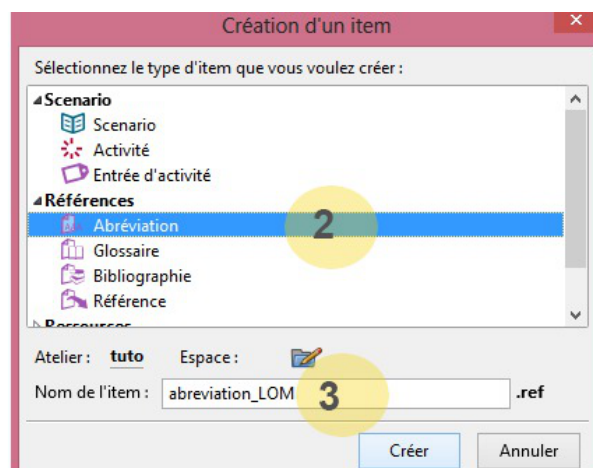 Création d'un item
Sélectionnez le type d'item que vous voulez créer :
Scenario
Scenario
Activité
Entrée d'activité
Références
Abréviation 2
Glossaire
Bibliographie
Référence
Ressources
Atelier : tuto Espace :
Nom de l'item : abreviation_LOM 3 .ref
Créer Annuler